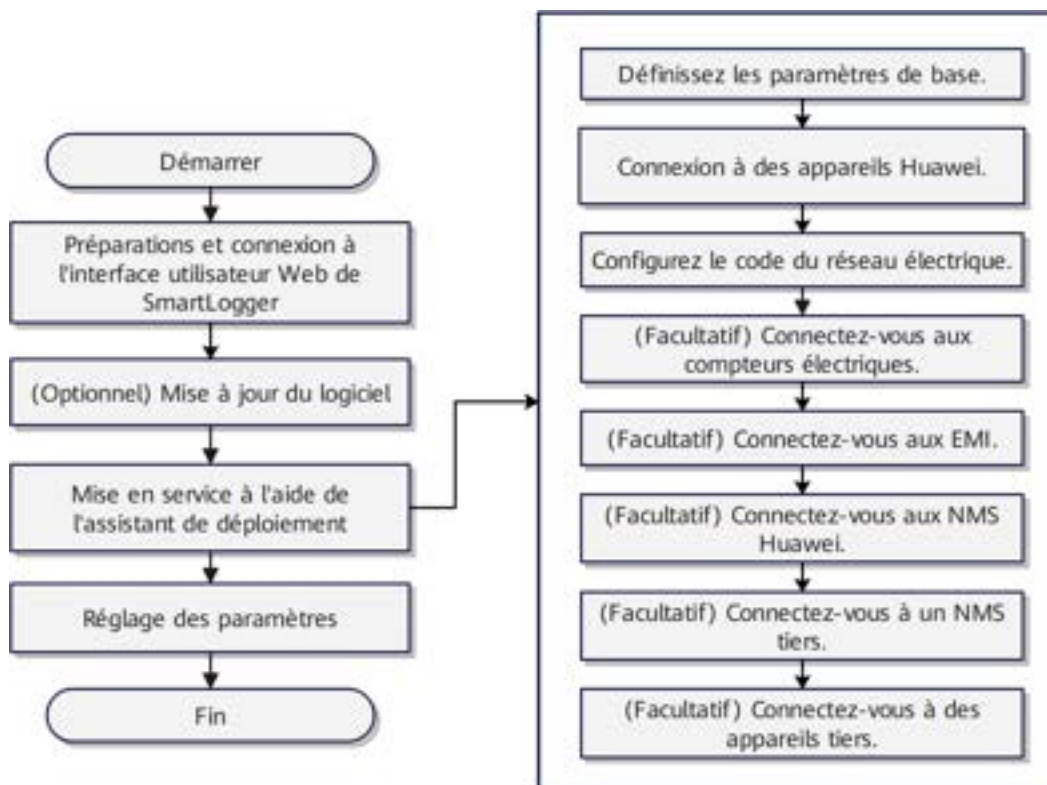 Démarrer
Préparations et connexion à
l'interface utilisateur Web de
SmartLogger
(Optionnel) Mise à jour du logiciel
Mise en service à l'aide de
l'assistant de déploiement
Réglage des paramètres
Fin
Définissez les paramètres de base.
Connexion à des appareils Huawei.
Configurez le code du réseau électrique.
(Facultatif) Connectez-vous aux
compteurs électriques.
(Facultatif) Connectez-vous aux EMI.
(Facultatif) Connectez-vous aux NMS
Huawei.
(Facultatif) Connectez-vous à un NMS
tiers.
(Facultatif) Connectez-vous à des
appareils tiers.